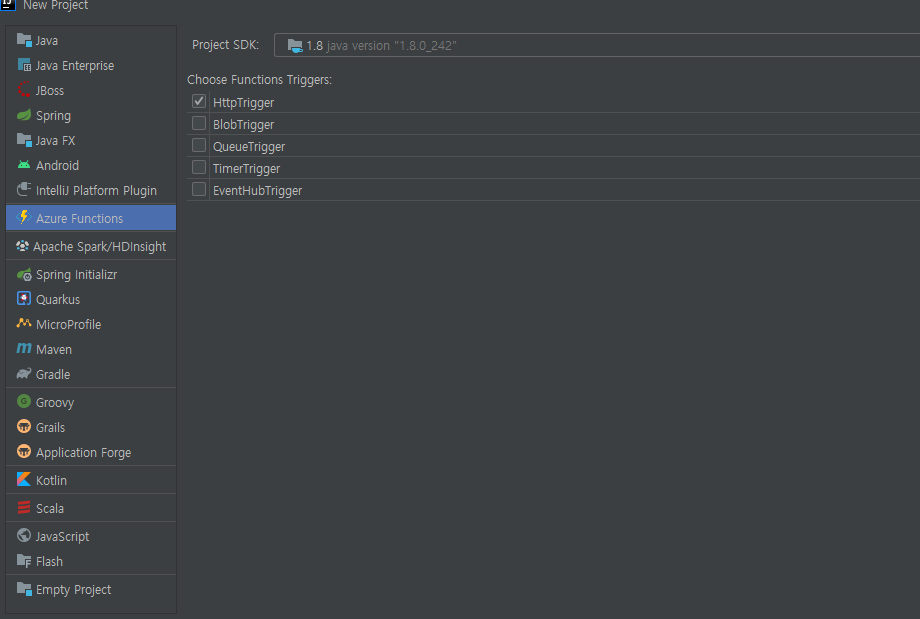 New Project
Java
Java Enterprise
JBoss
Spring
Java FX
Android
IntelliJ Platform Plugin
Azure Functions
Apache Spark/HDInsight
Spring Initializr
Quarkus
MicroProfile
Maven
Gradle
Groovy
Grails
Application Forge
Kotlin
Scala
JavaScript
Flash
Empty Project
Project SDK: 1.8 java version "1.8.0_242"
Choose Functions Triggers:
HttpTrigger
BlobTrigger
QueueTrigger
TimerTrigger
EventHubTrigger